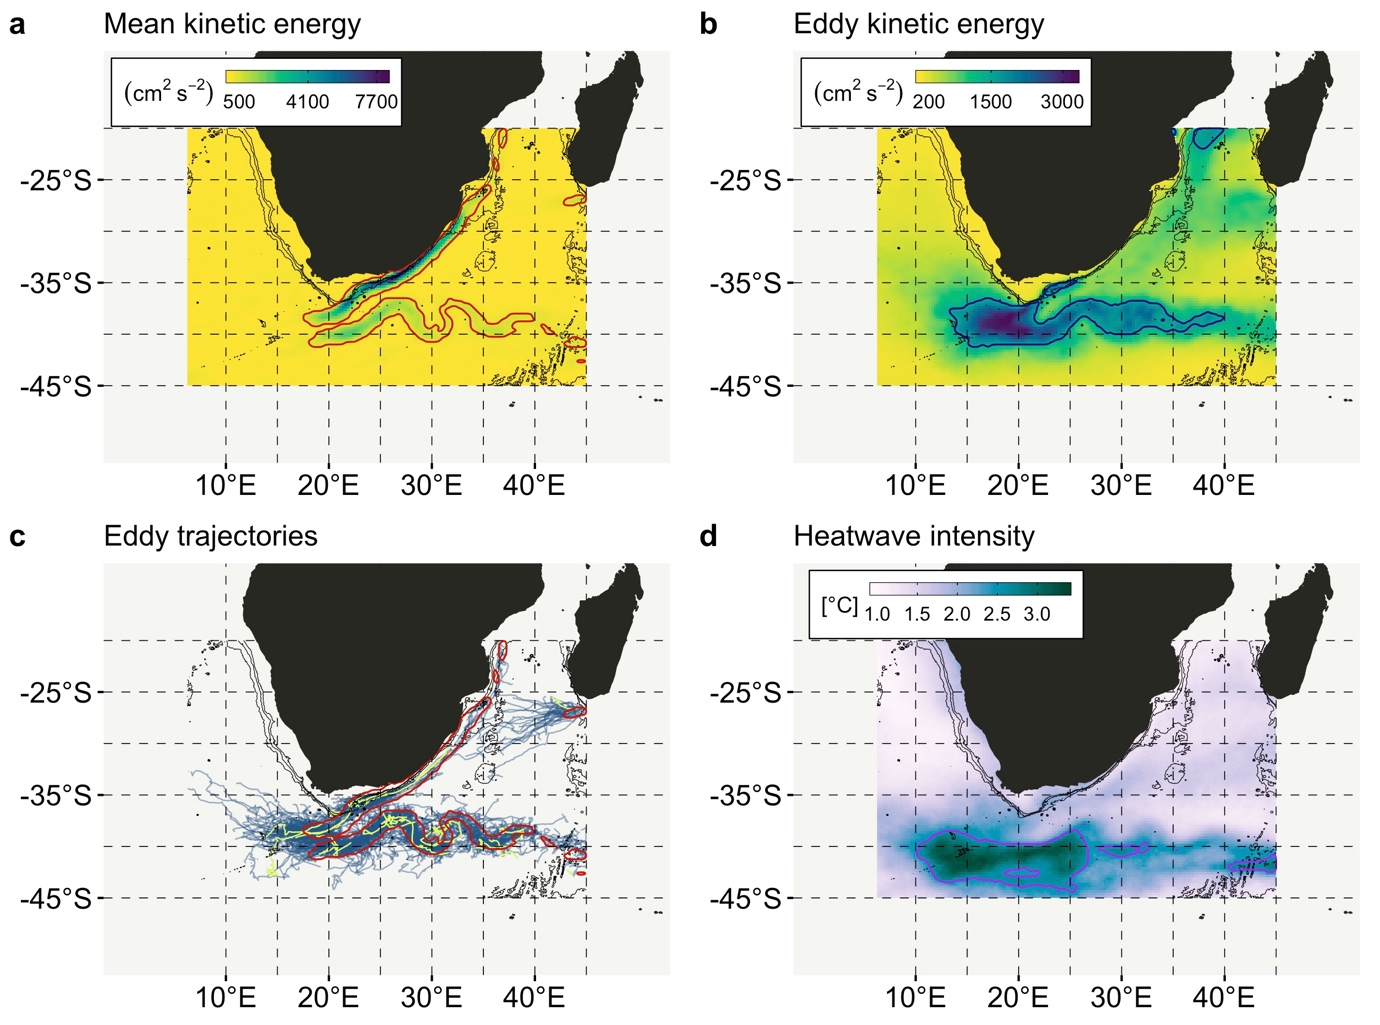 a Mean kinetic energy
(cm² s⁻²)
500 4100 7700
-25°S
-35°S
-45°S
10°E 20°E 30°E 40°E
b Eddy kinetic energy
(cm² s⁻²)
200 1500 3000
-25°S
-35°S
-45°S
10°E 20°E 30°E 40°E
c Eddy trajectories
-25°S
-35°S
-45°S
10°E 20°E 30°E 40°E
d Heatwave intensity
[°C]
1.0 1.5 2.0 2.5 3.0
-25°S
-35°S
-45°S
10°E 20°E 30°E 40°E